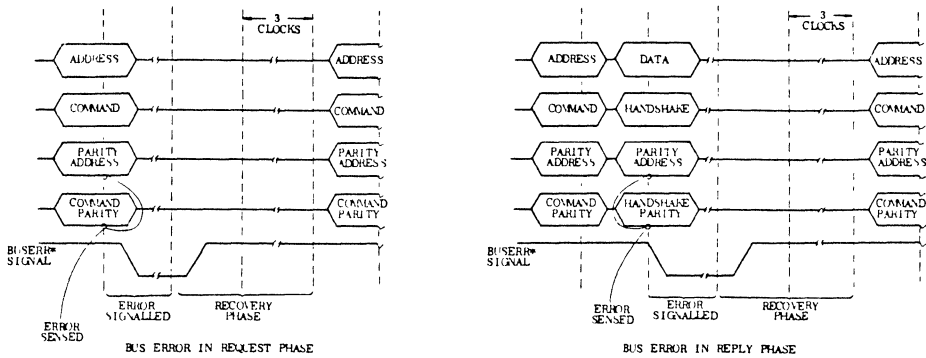 3
CLOCKS
ADDRESS
ADDRESS
COMMAND
COMMAND
PARITY
ADDRESS
PARITY
ADDRESS
COMMAND
PARITY
COMMAND
PARITY
BUSERR*
SIGNAL
ERROR
SENSED
ERROR
SIGNALLED
RECOVERY
PHASE
BUS ERROR IN REQUEST PHASE
3
CLOCKS
ADDRESS
DATA
ADDRESS
COMMAND
HANDSHAKE
COMMAND
PARITY
ADDRESS
PARITY
ADDRESS
PARITY
ADDRESS
COMMAND
PARITY
HANDSHAKE
PARITY
COMMAND
PARITY
BUSERR*
SIGNAL
ERROR
SENSED
ERROR
SIGNALLED
RECOVERY
PHASE
BUS ERROR IN REPLY PHASE